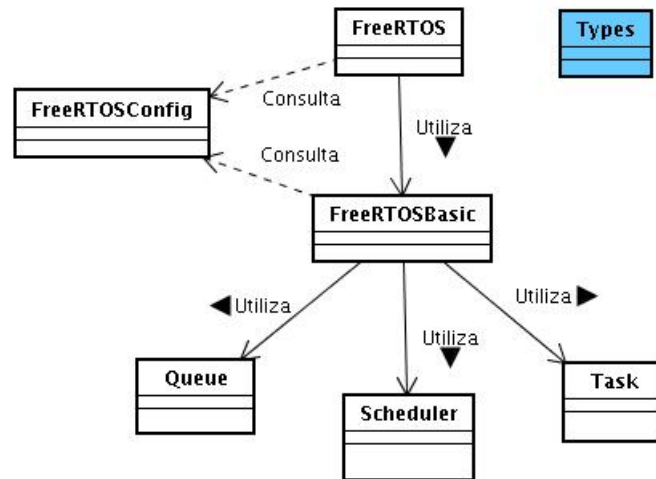 FreeRTOS
Types
FreeRTOSConfig
Consulta
Utiliza
Consulta
FreeRTOSBasic
Utiliza
Utiliza
Utiliza
Queue
Scheduler
Task